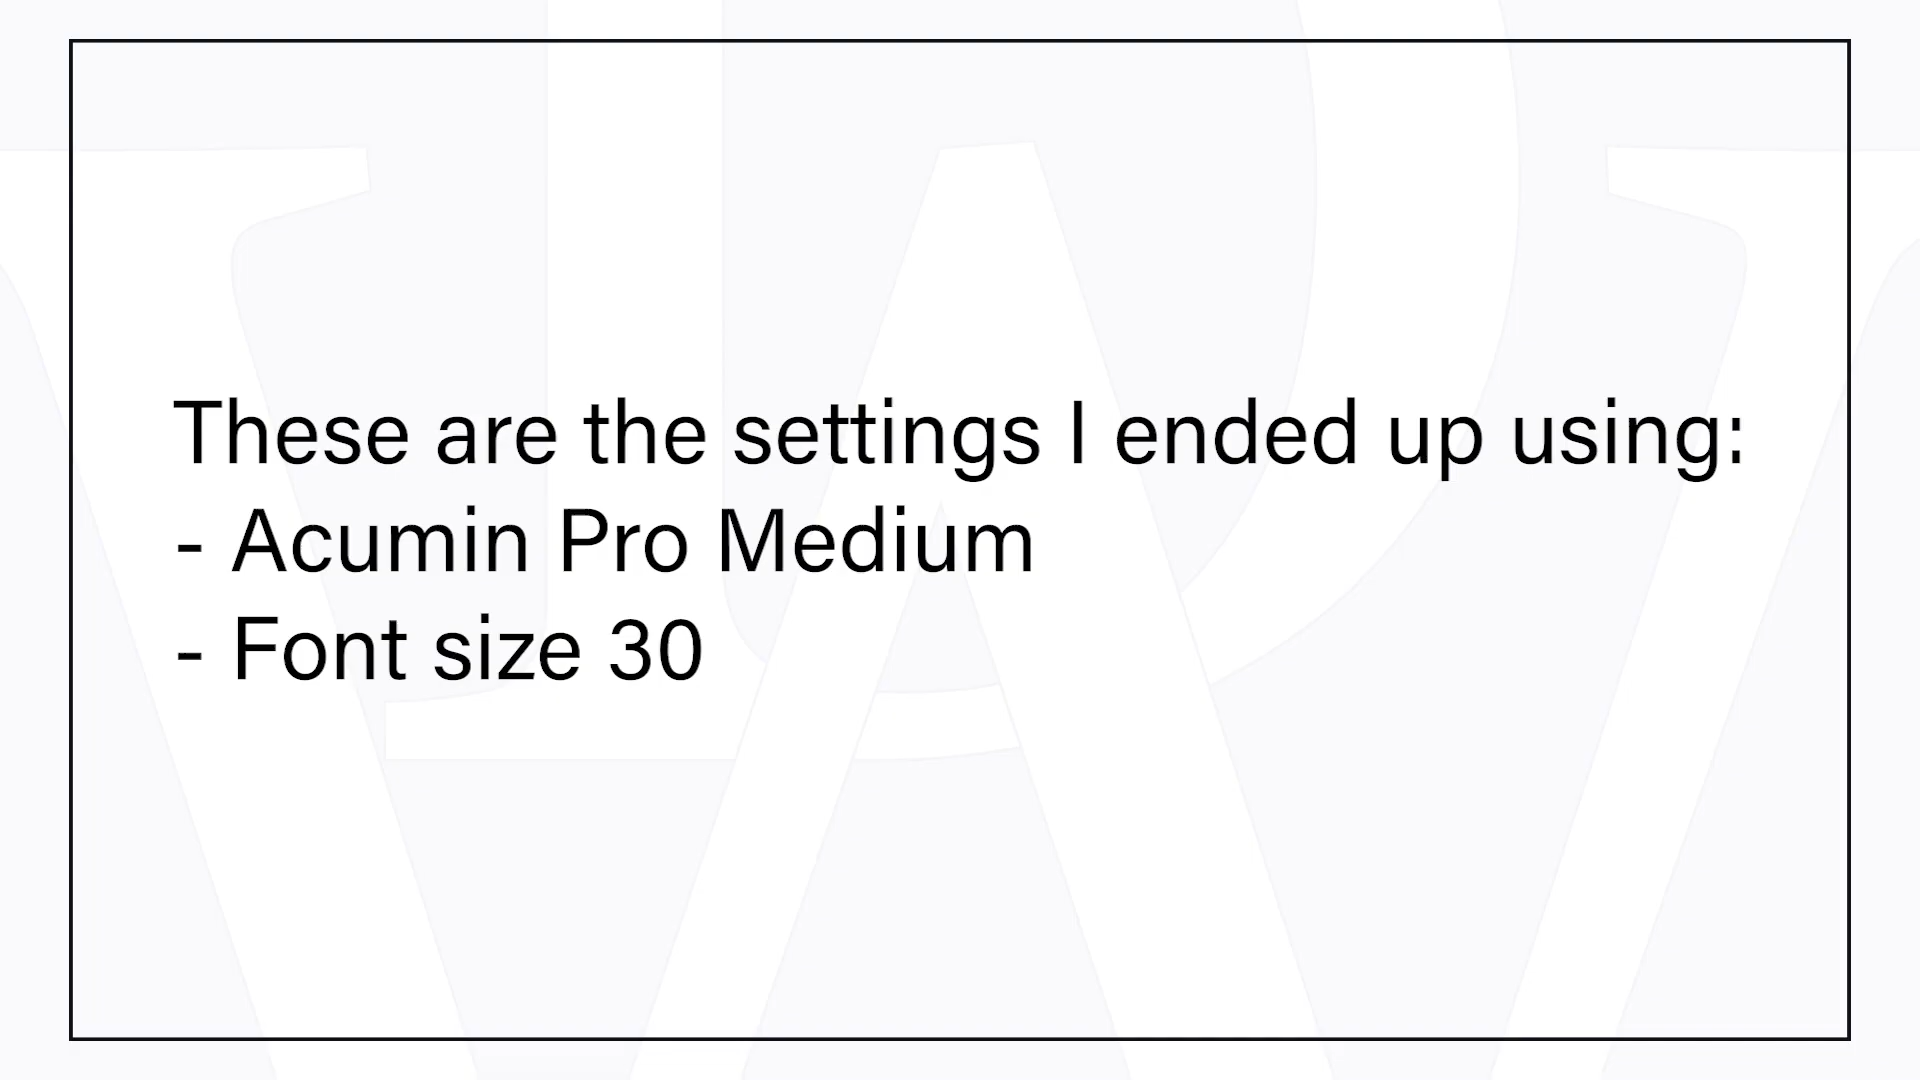 These are the settings I ended up using:
- Acumin Pro Medium
- Font size 30